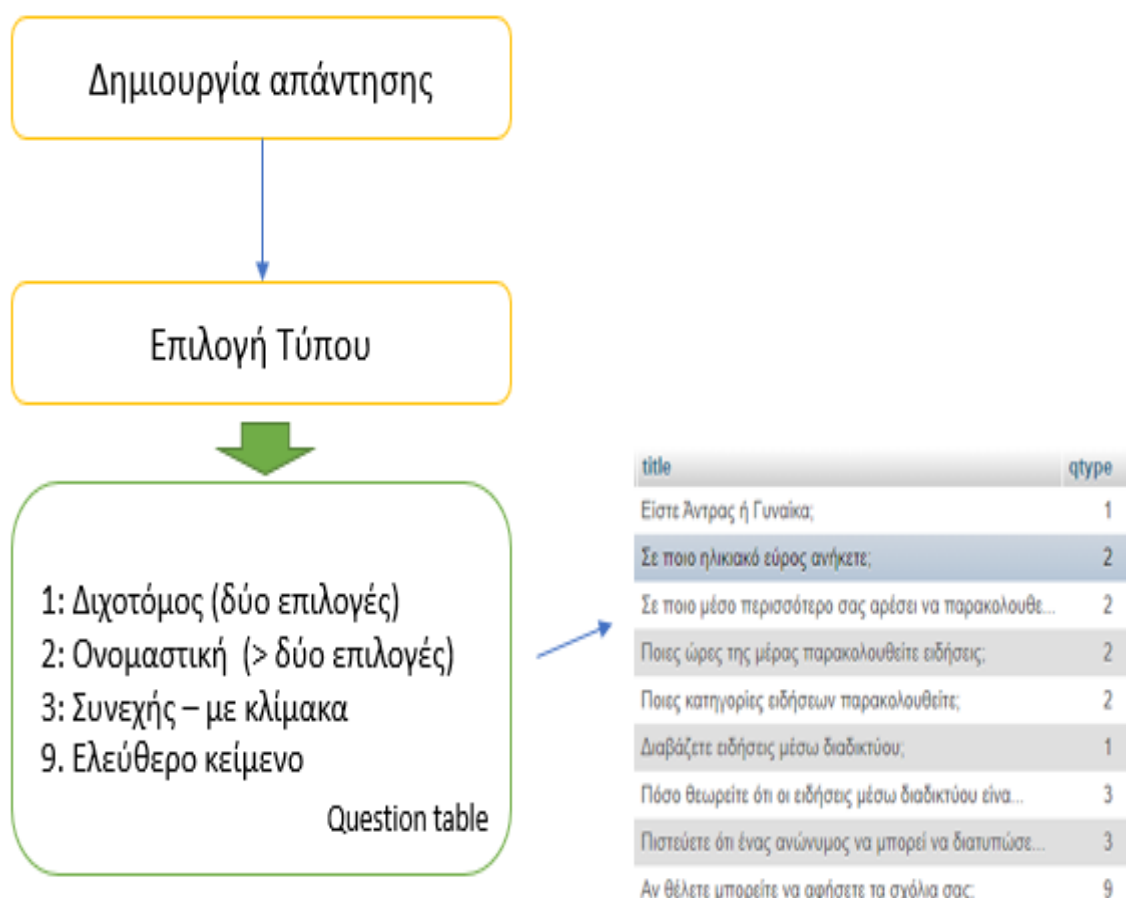 Δημιουργία απάντησης
Επιλογή Τύπου
1: Διχοτόμος (δύο επιλογές)
2: Ονομαστική (> δύο επιλογές)
3: Συνεχής – με κλίμακα
9. Ελεύθερο κείμενο
Question table
title qtype
Είστε Άντρας ή Γυναίκα; 1
Σε ποιο ηλικιακό εύρος ανήκετε; 2
Σε ποιο μέσο περισσότερο σας αρέσει να παρακολουθε... 2
Ποιες ώρες της μέρας παρακολουθείτε ειδήσεις; 2
Ποιες κατηγορίες ειδήσεων παρακολουθείτε; 2
Διαβάζετε ειδήσεις μέσω διαδικτύου; 1
Πόσο θεωρείτε ότι οι ειδήσεις μέσω διαδικτύου είνα... 3
Πιστεύετε ότι ένας ανώνυμος να μπορεί να διατυπώσε... 3
Αν θέλετε μπορείτε να αφήσετε τα σχόλια σας; 9